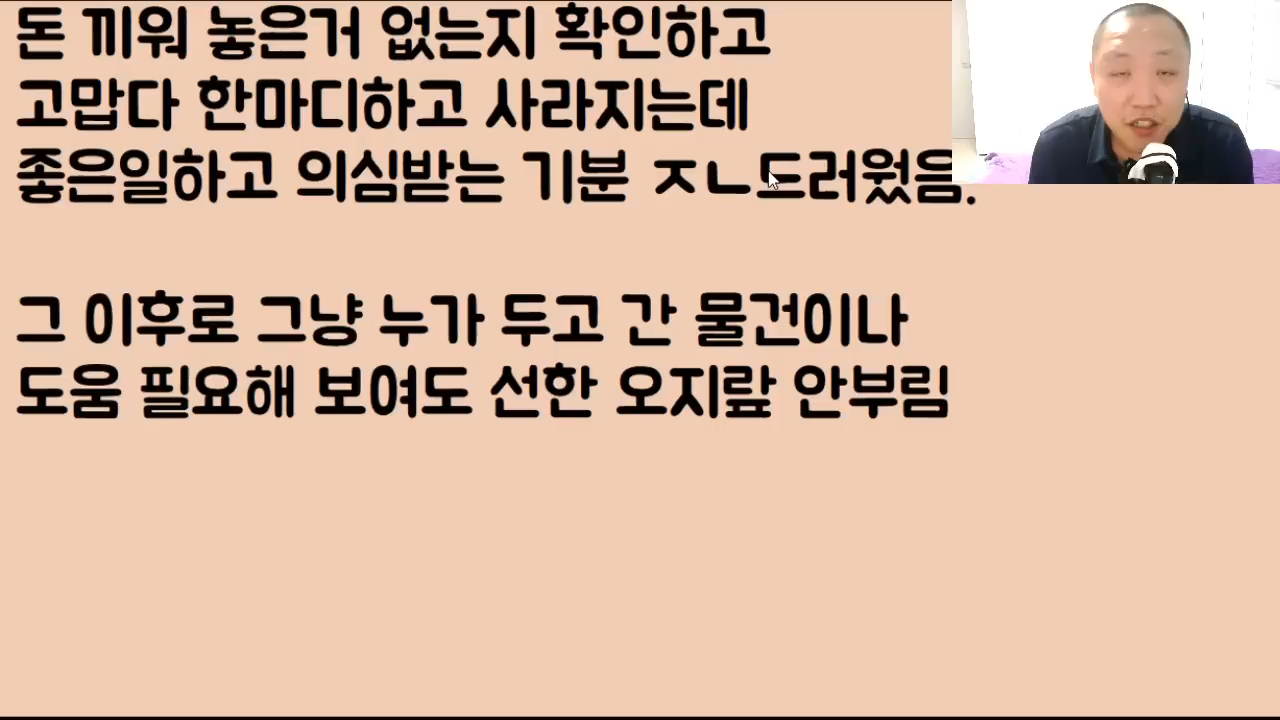 돈 끼워 놓은거 없는지 확인하고
고맙다 한마디하고 사라지는데
좋은일하고 의심받는 기분 ㅈㄴ드러웠음.
그 이후로 그냥 누가 두고 간 물건이나
도움 필요해 보여도 선한 오지랖 안부림